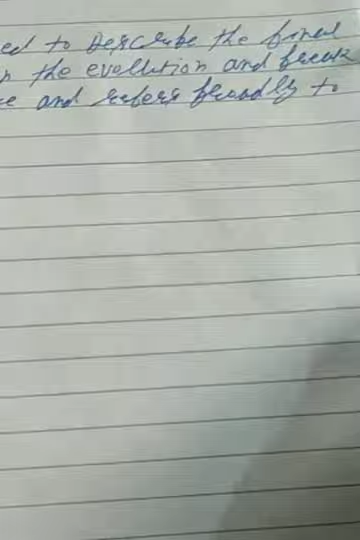 ed to Describe the final
n the evolution and break
e and refers broadly to